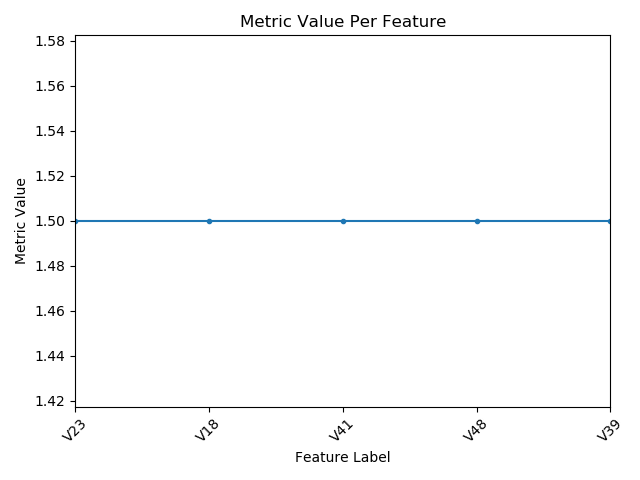 Metric Value Per Feature
1.58
1.56
1.54
1.52
1.50
1.48
1.46
1.44
1.42
Metric Value
V23 V18 V41 V48 V39
Feature Label